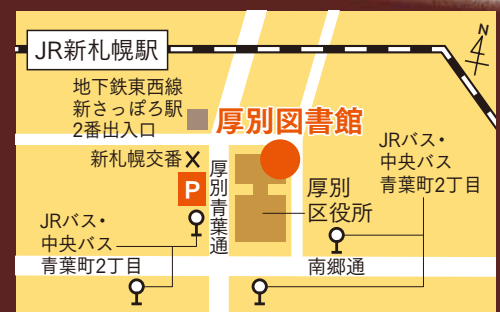 JR新札幌駅
N
地下鉄東西線
新さっぽろ駅
2番出入口
厚別図書館
新札幌交番
P
厚別青葉通
厚別
区役所
JRバス・
中央バス
青葉町2丁目
JRバス・
中央バス
青葉町2丁目
南郷通